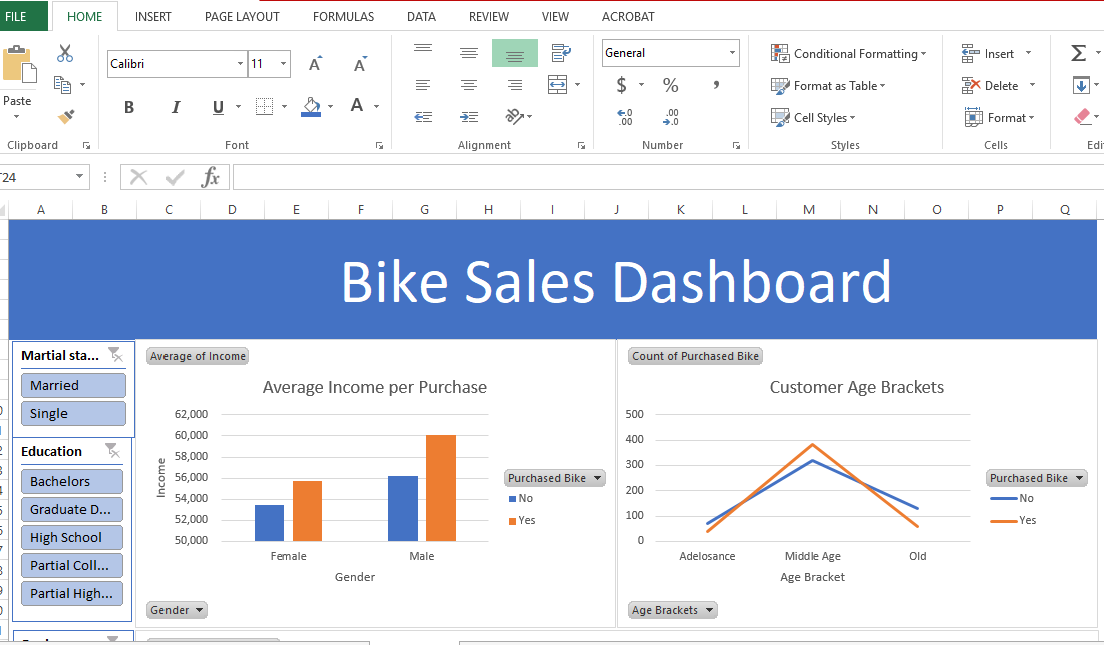 FILE HOME INSERT PAGE LAYOUT FORMULAS DATA REVIEW VIEW ACROBAT
Calibri 11 General Conditional Formatting Insert
Paste B I U A $ % , Format as Table Delete
Cell Styles Format
Clipboard Font Alignment Number Styles Cells
24 fx
A B C D E F G H I J K L M N O P Q
Bike Sales Dashboard
Martial sta...
Married
Single
Education
Bachelors
Graduate D...
High School
Partial Coll...
Partial High...
Average of Income
Average Income per Purchase
62,000
60,000
58,000
56,000
54,000
52,000
50,000
Income
Female Male
Gender
Purchased Bike
No
Yes
Gender
Count of Purchased Bike
Customer Age Brackets
500
400
300
200
100
0
Adelosance Middle Age Old
Age Bracket
Purchased Bike
No
Yes
Age Brackets